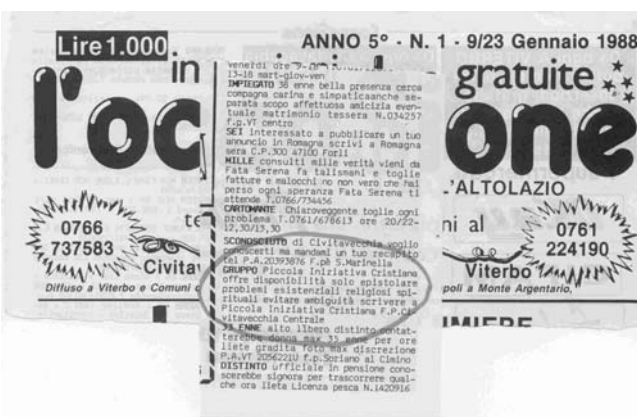 Lire 1.000
in
ANNO 5° - N. 1 - 9/23 Gennaio 1988
gratuite
l'oc
one
L'ALTOLAZIO
0766
737583
Civita
ni al
0761
224190
Viterbo
Diffuso a Viterbo e Comuni
poli a Monte Argentario,
venerdi ore
13-18 mart-giov-ven
IMPIEGATO 38 enne bella presenza cerca
compagna carina e simpaticaanche se-
parata scopo affettuosa amicizia even-
tuale matrimonio tessera N.034257
f.p.VT centro
SEI interessato a pubblicare un tuo
annuncio in Romagna scrivi a Romagna
sera C.P.300 47100 Forli
MILLE consulti mille verità vieni da
Fata Serena fa talismani e toglie
fatture e malocchi no non vero che hai
perso ogni speranza Fata Serena ti
attende T.0766/734456
CARTOMANTE Chiaroveggente toglie ogni
problema T.0761/678613 ore 20/22-
12,30/13,30
SCONOSCIUTO di Civitavecchia voglio
conoscerti ma mandami un tuo recapito
tel P.A.20393876 F.pè S.Marinella
GRUPPO Piccola Iniziativa Cristiana
offre disponibilità solo epistolare
problemi esistenziali religiosi spi-
rituali evitare ambiguità scrivere a
Piccola Iniziativa Cristiana F.P.Ci-
vitavecchia Centrale
33 ENNE alto libero distinto contat-
terebbe donna max 35 enne per ore
liete gradita foto max discrezione
P.A.VT 2056221U f.p.Soriano al Cimino
DISTINTO ufficiale in pensione cono-
scerebbe signora per trascorrere qual-
che ora lieta Licenza pesca N.1420916